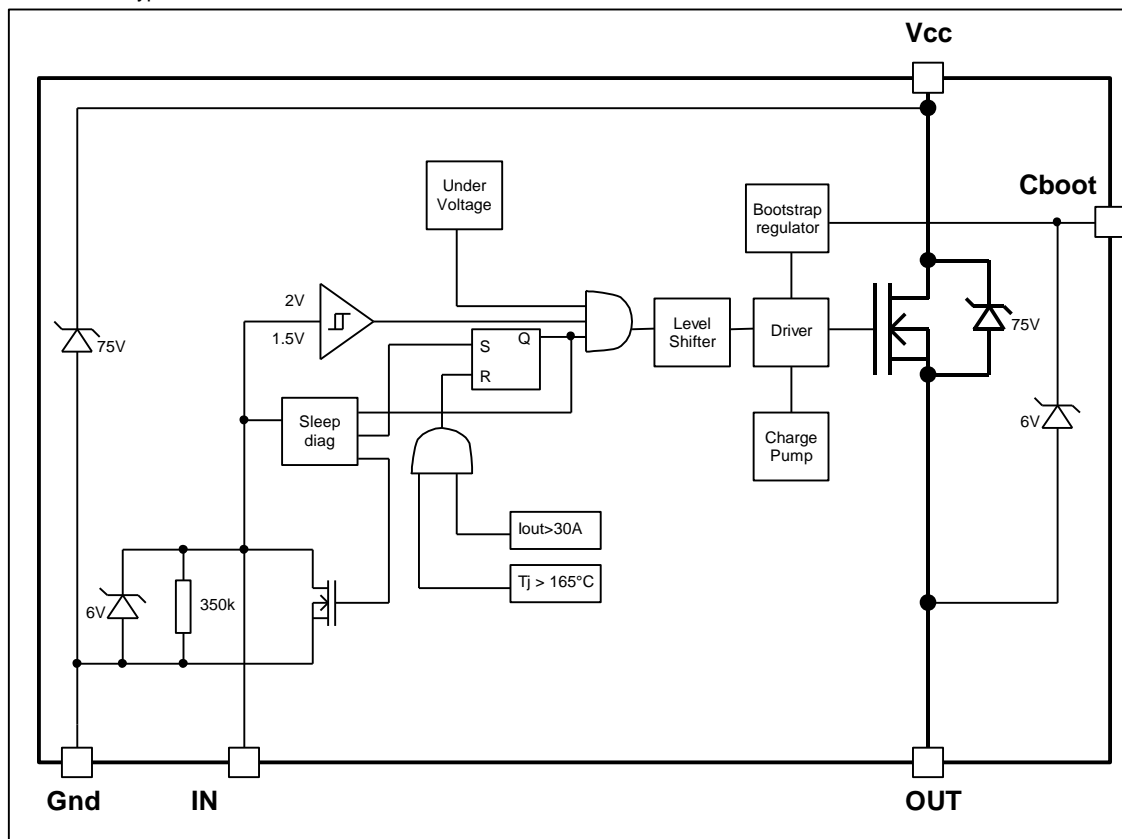 Vcc
Cboot
Under
Voltage
Bootstrap
regulator
2V
1.5V
75V
S
Q
R
Level
Shifter
Driver
75V
Sleep
diag
Charge
Pump
6V
Iout>30A
Tj > 165°C
6V
350k
Gnd
IN
OUT